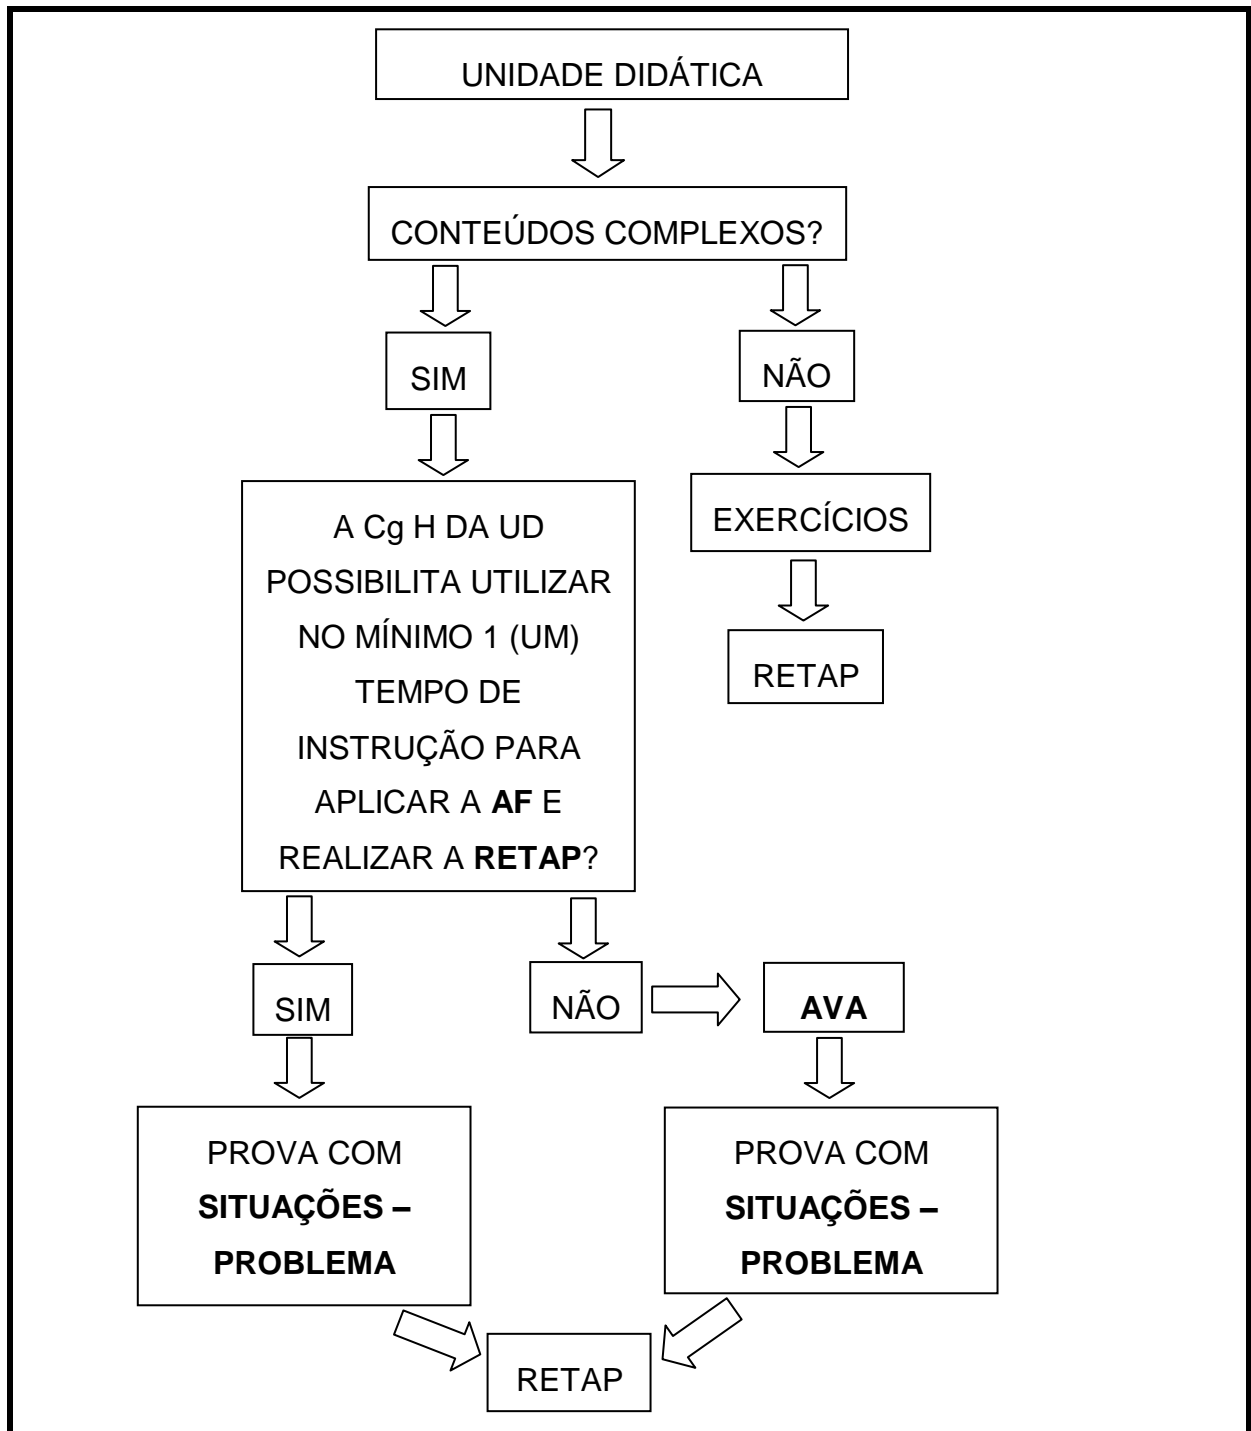 UNIDADE DIDÁTICA
CONTEÚDOS COMPLEXOS?
SIM
NÃO
A Cg H DA UD
POSSIBILITA UTILIZAR
NO MÍNIMO 1 (UM)
TEMPO DE
INSTRUÇÃO PARA
APLICAR A AF E
REALIZAR A RETAP?
EXERCÍCIOS
RETAP
SIM
NÃO
AVA
PROVA COM
SITUAÇÕES –
PROBLEMA
PROVA COM
SITUAÇÕES –
PROBLEMA
RETAP